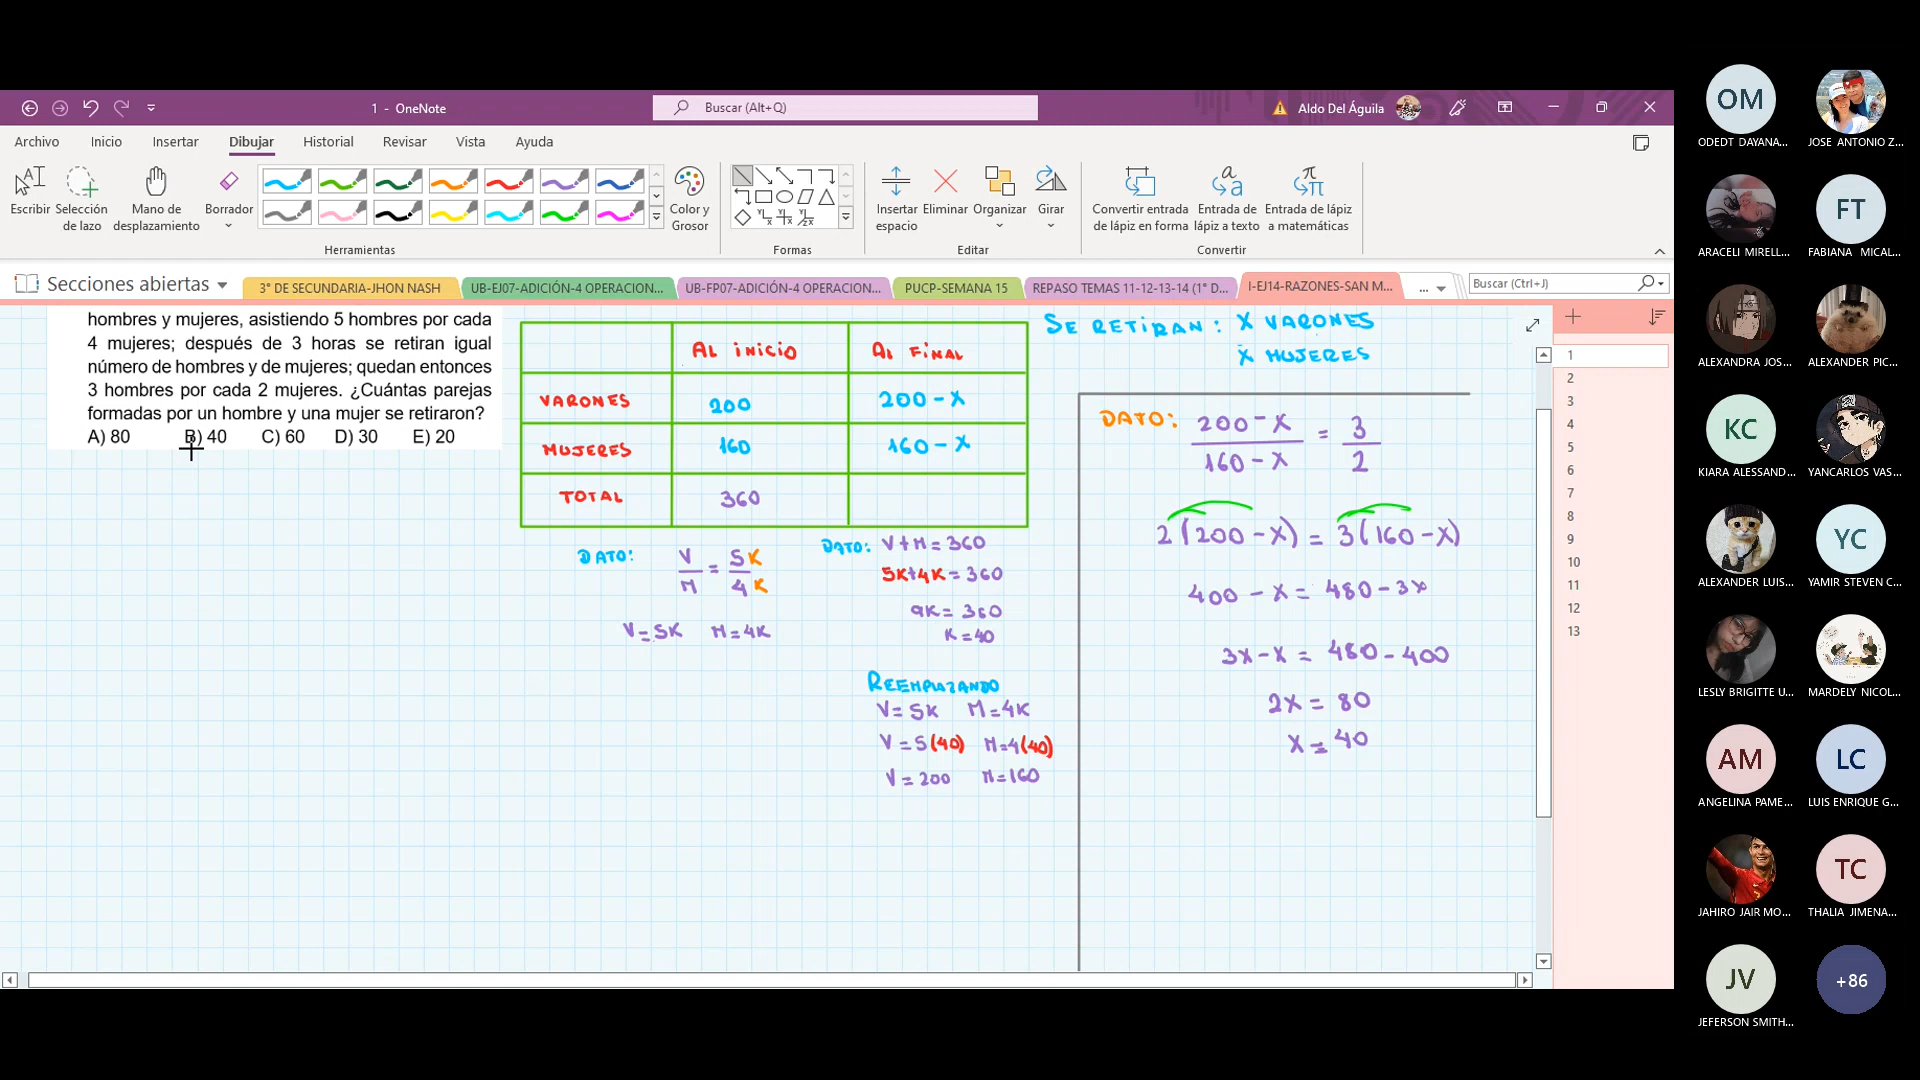 1 - OneNote
Buscar (Alt+Q)
Aldo Del Águila
Archivo Inicio Insertar Dibujar Historial Revisar Vista Ayuda
Escribir
Selección de lazo
Mano de desplazamiento
Borrador
Color y Grosor
Insertar espacio
Eliminar
Organizar
Girar
Convertir entrada de lápiz en forma
Entrada de lápiz a texto
Entrada de lápiz a matemáticas
Herramientas
Formas
Editar
Convertir
Secciones abiertas
3° DE SECUNDARIA-JHON NASH
UB-EJ07-ADICIÓN-4 OPERACION...
UB-FP07-ADICIÓN-4 OPERACION...
PUCP-SEMANA 15
REPASO TEMAS 11-12-13-14 (1° D...
I-EJ14-RAZONES-SAN M...
...
Buscar (Ctrl+J)
hombres y mujeres, asistiendo 5 hombres por cada
4 mujeres; después de 3 horas se retiran igual
número de hombres y de mujeres; quedan entonces
3 hombres por cada 2 mujeres. ¿Cuántas parejas
formadas por un hombre y una mujer se retiraron?
A) 80 B) 40 C) 60 D) 30 E) 20
AL INICIO AL FINAL
VARONES 200 200-X
MUJERES 160 160-X
TOTAL 360
DATO: V/M = 5K/4K
V=5K M=4K
DATO: V+M=360
5K+4K=360
9K=360
K=40
REEMPLAZANDO
V=5K M=4K
V=5(40) M=4(40)
V=200 M=160
SE RETIRAN: X VARONES
X MUJERES
DATO: 200-X/160-X = 3/2
2(200-X)=3(160-X)
400-X=480-3X
3X-X=480-400
2X=80
X=40
1
2
3
4
5
6
7
8
9
10
11
12
13
OM
ODEDT DAYANA...
JOSE ANTONIO Z...
ARACELI MIRELL...
FT
FABIANA MICAL...
ALEXANDRA JOS...
ALEXANDER PIC...
KC
KIARA ALESSAND...
YANCARLOS VAS...
ALEXANDER LUIS...
YC
YAMIR STEVEN C...
LESLY BRIGITTE U...
MARDELY NICOL...
AM
ANGELINA PAME...
LC
LUIS ENRIQUE G...
JAHIRO JAIR MO...
TC
THALIA JIMENA...
JV
JEFERSON SMITH...
+86